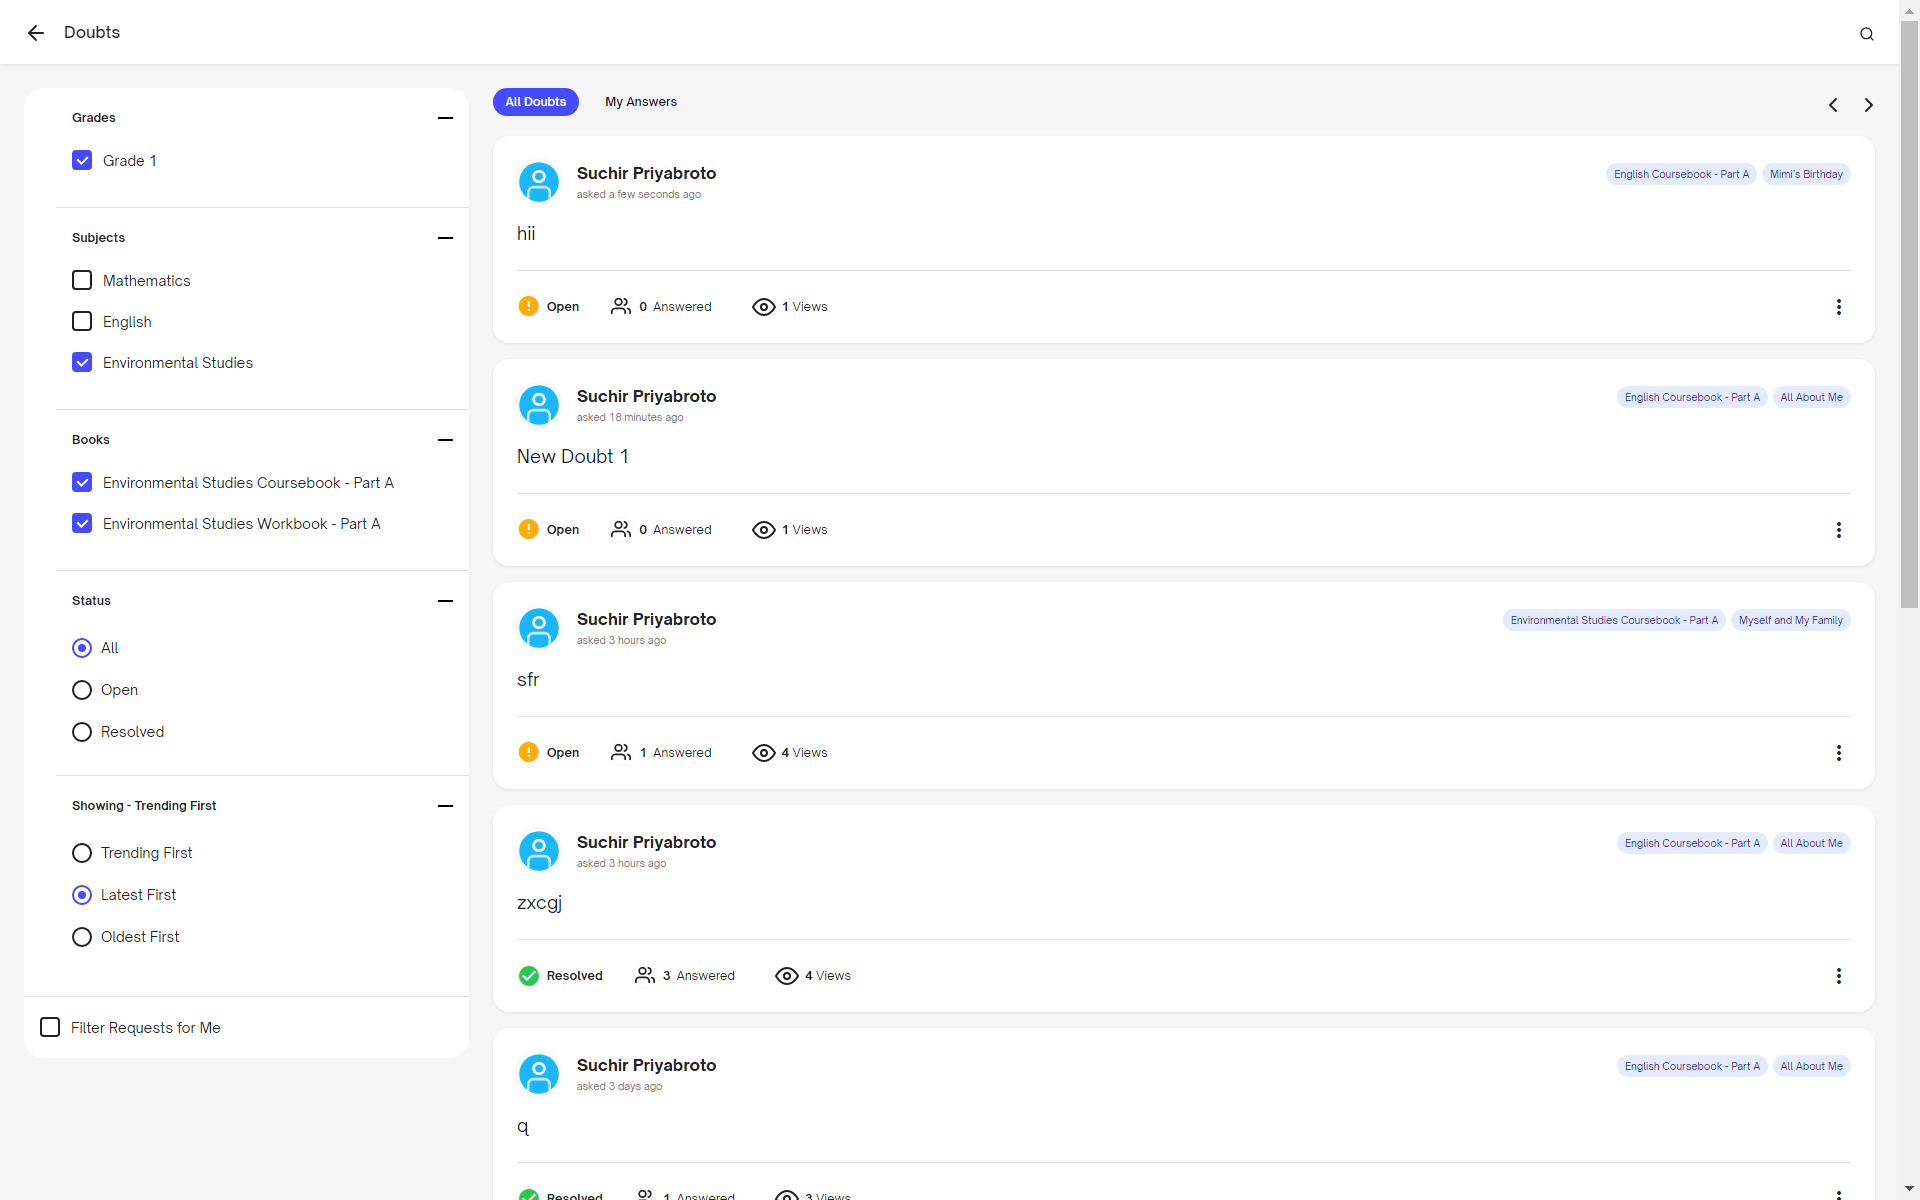 Doubts
Grades
Grade 1
Subjects
Mathematics
English
Environmental Studies
Books
Environmental Studies Coursebook - Part A
Environmental Studies Workbook - Part A
Status
All
Open
Resolved
Showing - Trending First
Trending First
Latest First
Oldest First
Filter Requests for Me
All Doubts My Answers
Suchir Priyabroto
asked a few seconds ago
English Coursebook - Part A Mimi's Birthday
hii
Open 0 Answered 1 Views
Suchir Priyabroto
asked 18 minutes ago
English Coursebook - Part A All About Me
New Doubt 1
Open 0 Answered 1 Views
Suchir Priyabroto
asked 3 hours ago
Environmental Studies Coursebook - Part A Myself and My Family
sfr
Open 1 Answered 4 Views
Suchir Priyabroto
asked 3 hours ago
English Coursebook - Part A All About Me
zxcgj
Resolved 3 Answered 4 Views
Suchir Priyabroto
asked 3 days ago
English Coursebook - Part A All About Me
q
Resolved 1 Answered 3 Views